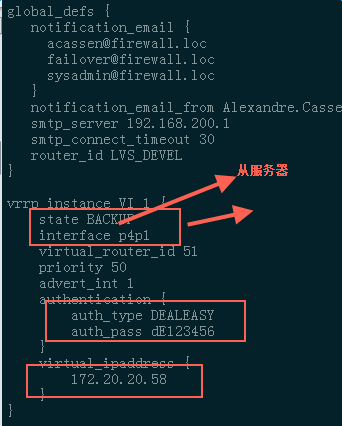 global_defs {
notification_email {
acassen@firewall.loc
failover@firewall.loc
sysadmin@firewall.loc
}
notification_email_from Alexandre.Casse
smtp_server 192.168.200.1
smtp_connect_timeout 30
router_id LVS_DEVEL
}
从服务器
vrrp_instance VI_1 {
state BACKUP
interface p4p1
virtual_router_id 51
priority 50
advert_int 1
authentication {
auth_type DEALEASY
auth_pass dE123456
}
virtual_ipaddress {
172.20.20.58
}
}